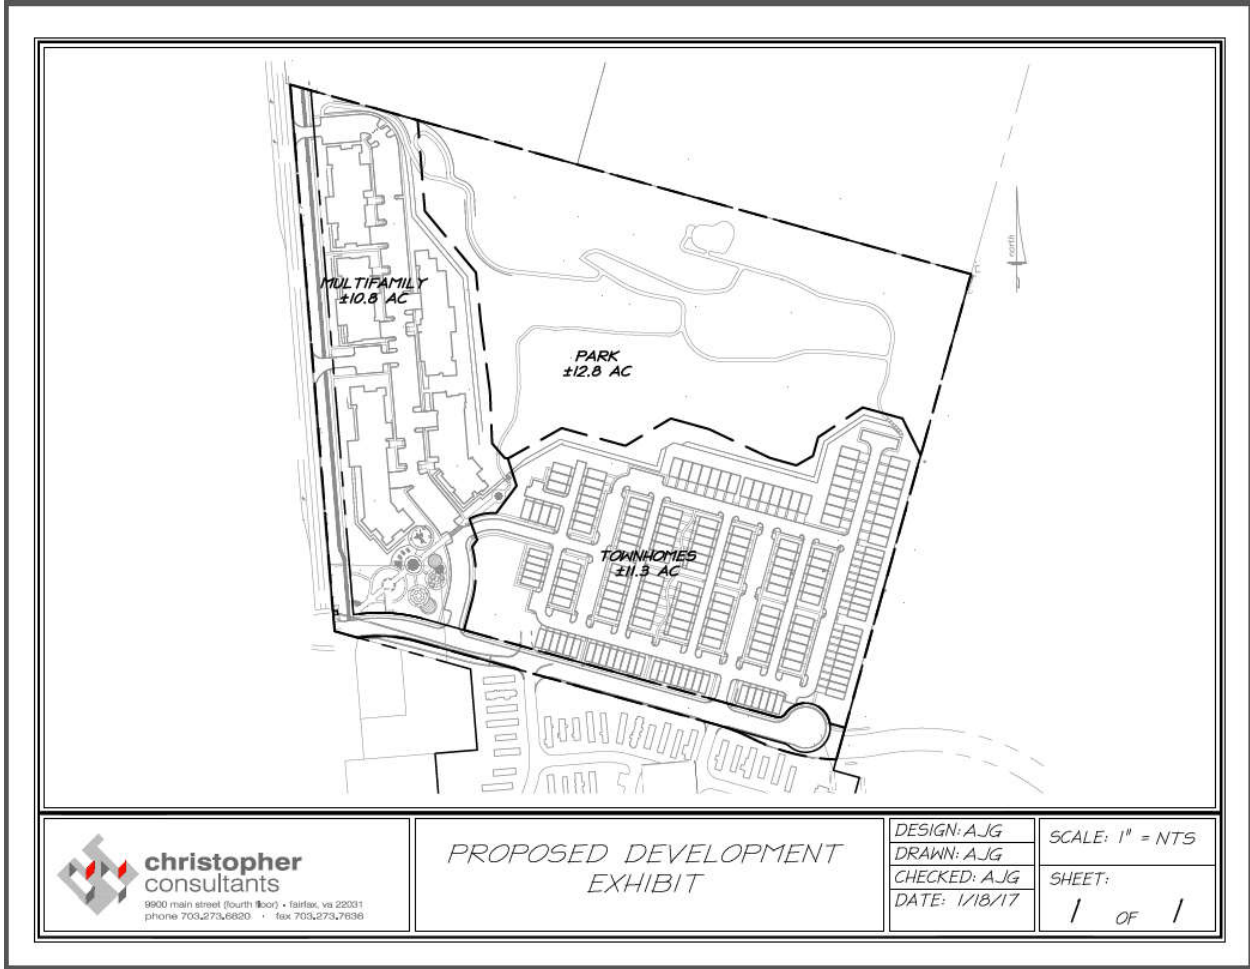 north
MULTIFAMILY
±10.8 AC
PARK
±12.8 AC
TOWNHOMES
±11.3 AC
christopher
consultants
9900 main street (fourth floor) • fairfax, va 22031
phone 703.273.6820 • fax 703.273.7636
PROPOSED DEVELOPMENT
EXHIBIT
DESIGN: AJG
DRAWN: AJG
CHECKED: AJG
DATE: 1/18/17
SCALE: 1" = NTS
SHEET:
1 OF 1